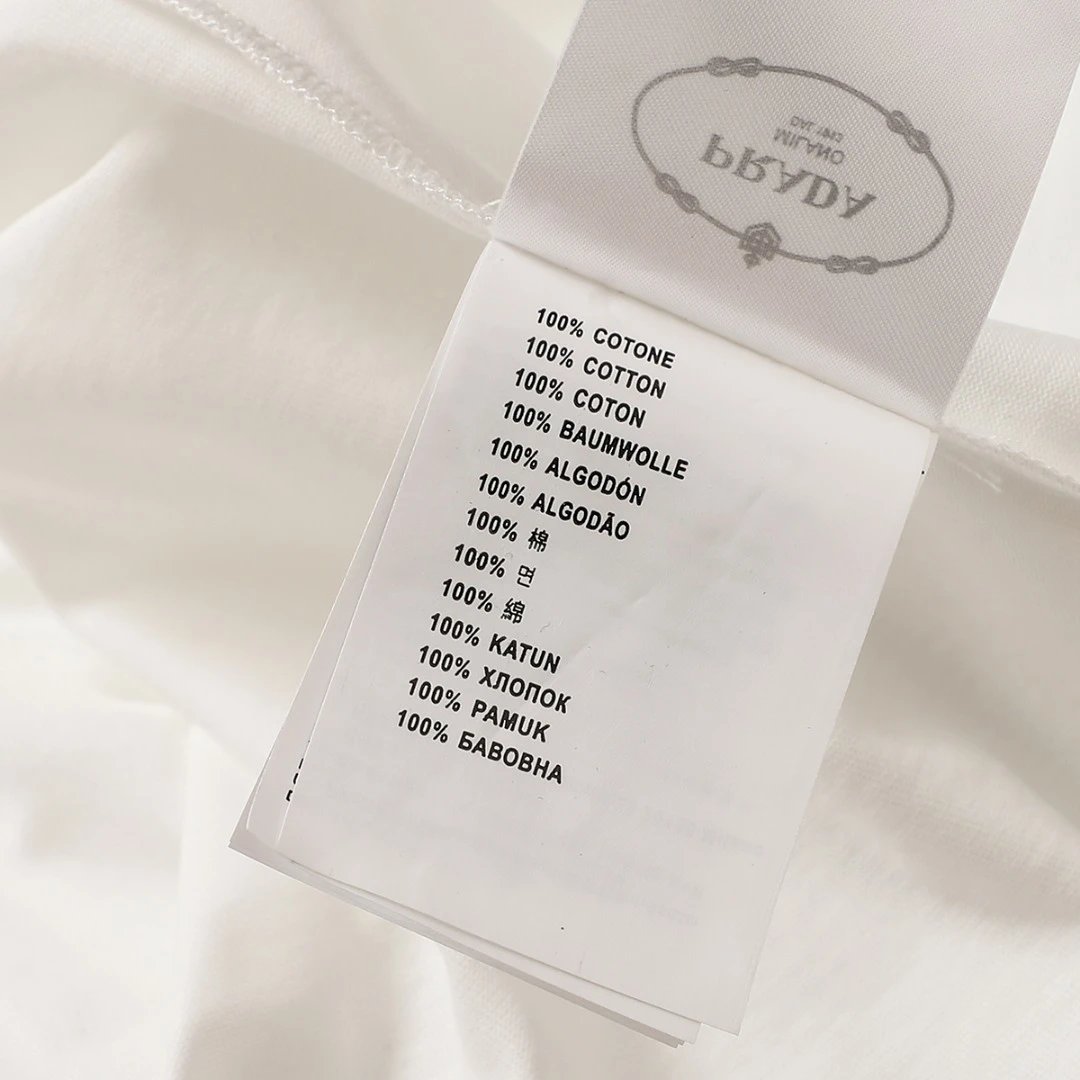 PRADA
MILANO
DAL 1913
100% COTONE
100% COTTON
100% COTON
100% BAUMWOLLE
100% ALGODÓN
100% ALGODÃO
100% 棉
100% 면
100% 綿
100% KATUN
100% ХЛОПОК
100% PAMUK
100% БАВОВНА